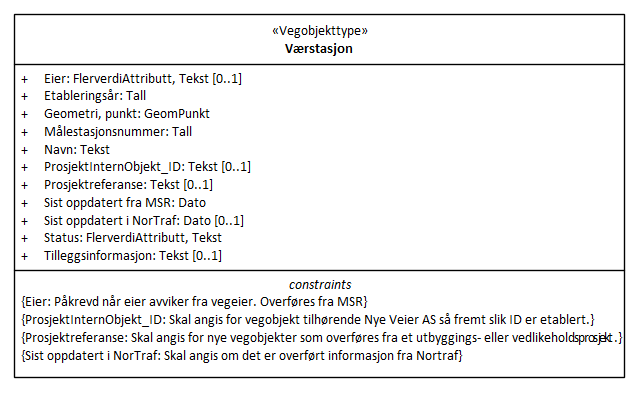 «Vegobjekttype»
Værstasjon
+ Eier: FlerverdiAttributt, Tekst [0..1]
+ Etableringsår: Tall
+ Geometri, punkt: GeomPunkt
+ Målestasjonsnummer: Tall
+ Navn: Tekst
+ ProsjektInternObjekt_ID: Tekst [0..1]
+ Prosjektreferanse: Tekst [0..1]
+ Sist oppdatert fra MSR: Dato
+ Sist oppdatert i NorTraf: Dato [0..1]
+ Status: FlerverdiAttributt, Tekst
+ Tilleggsinformasjon: Tekst [0..1]
constraints
{Eier: Påkrevd når eier avviker fra vegeier. Overføres fra MSR}
{ProsjektInternObjekt_ID: Skal angis for vegobjekt tilhørende Nye Veier AS så fremt slik ID er etablert.}
{Prosjektreferanse: Skal angis for nye vegobjekter som overføres fra et utbyggings- eller vedlikeholdsprosjekt.}
{Sist oppdatert i NorTraf: Skal angis om det er overført informasjon fra Nortraf}